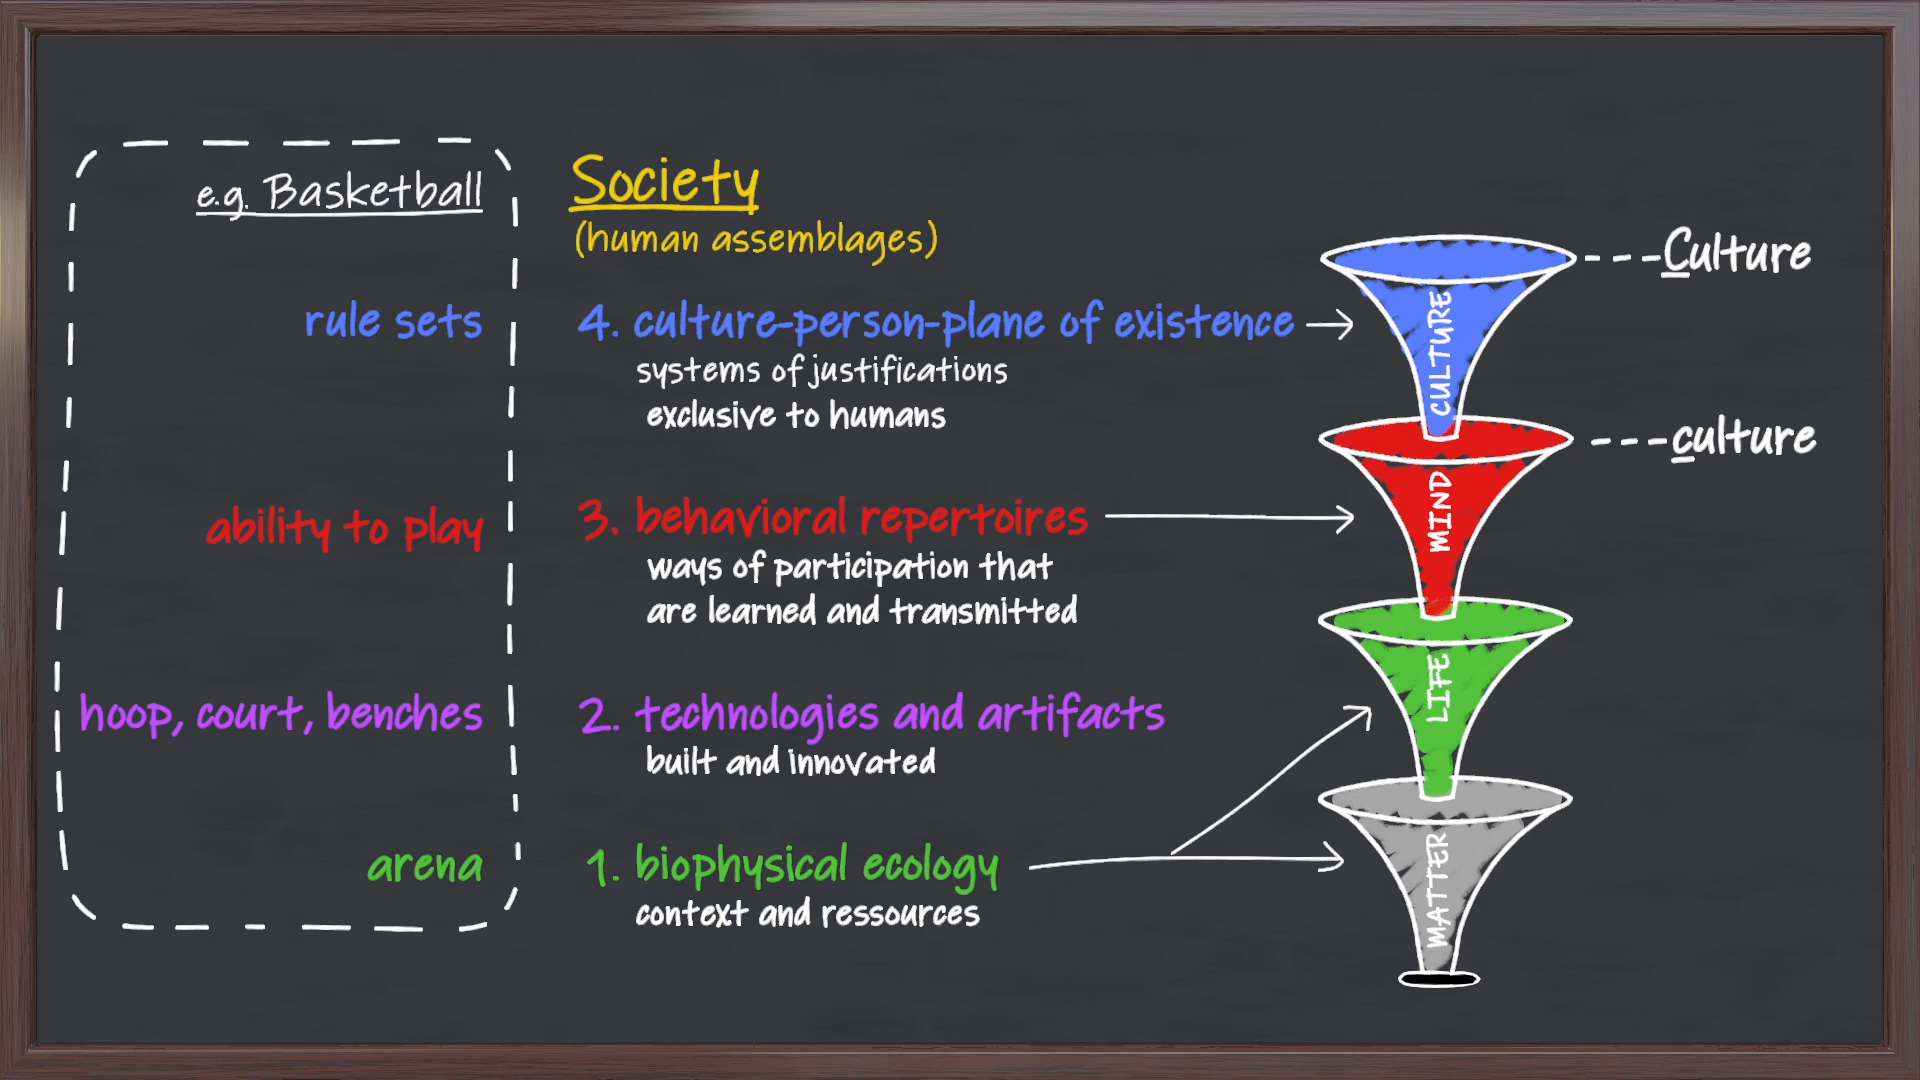 e.g. Basketball
rule sets
ability to play
hoop, court, benches
arena
Society
(human assemblages)
4. culture-person-plane of existence
systems of justifications
exclusive to humans
3. behavioral repertoires
ways of participation that
are learned and transmitted
2. technologies and artifacts
built and innovated
1. biophysical ecology
context and ressources
CULTURE
MIND
LIFE
MATTER
Culture
culture